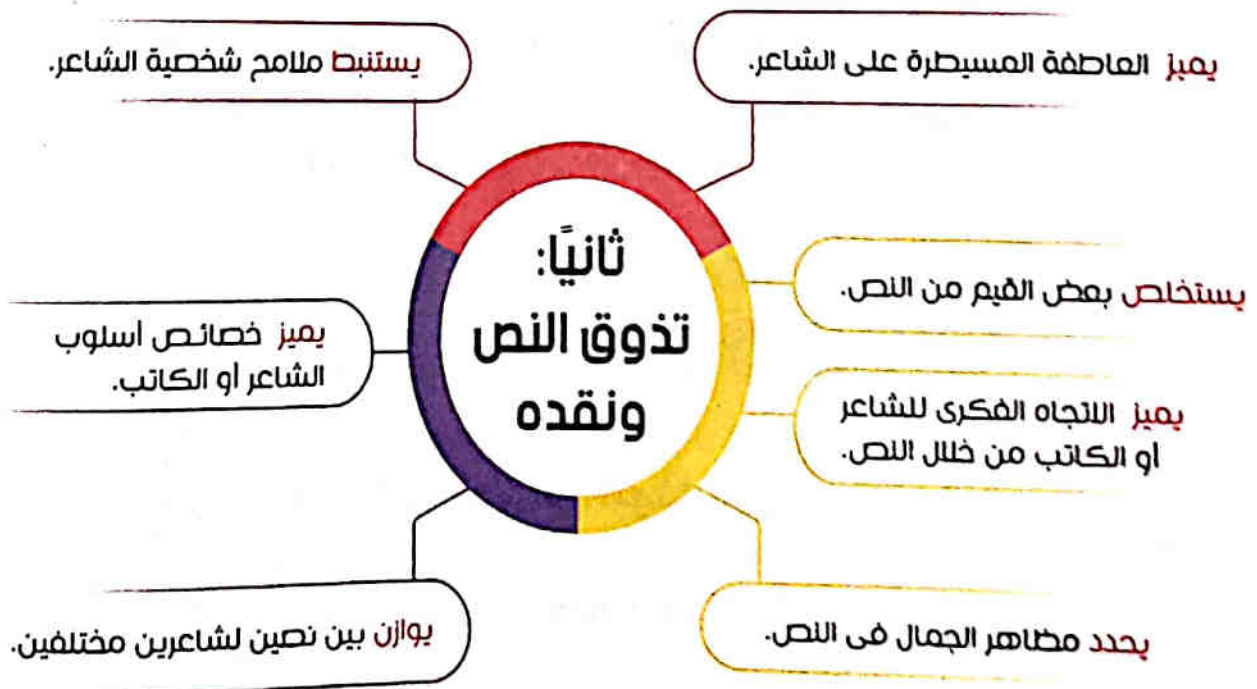 ثانيًا:
تذوق النص
ونقده
يميز العاطفة المسيطرة على الشاعر.
يستخلص بعض القيم من النص.
يميز الاتجاه الفكرى للشاعر
أو الكاتب من خلال النص.
يحدد مظاهر الجمال فى النص.
يستنبط ملامح شخصية الشاعر.
يميز خصائص اسلوب
الشاعر أو الكاتب.
يوازن بين نصين لشاعرين مختلفين.